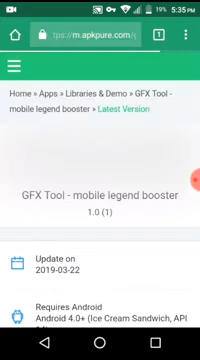 19% 5:35 PM
tps://m.apkpure.com/g
1
Home » Apps » Libraries & Demo » GFX Tool -
mobile legend booster » Latest Version
GFX Tool - mobile legend booster
1.0 (1)
Update on
2019-03-22
Requires Android
Android 4.0+ (Ice Cream Sandwich, API